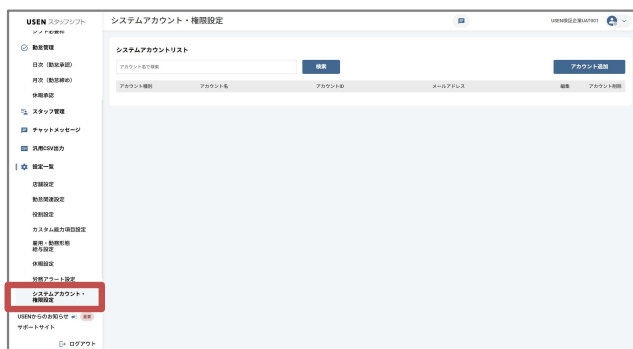 USEN スタッフシフト
シフト必要枠
勤怠管理
日次（勤怠承認）
月次（勤怠締め）
休暇承認
スタッフ管理
チャットメッセージ
汎用CSV出力
設定一覧
店舗設定
勤怠関連設定
役割設定
カスタム能力項目設定
雇用・勤務形態
給与設定
休暇設定
労務アラート設定
システムアカウント・
権限設定
USENからのお知らせ 重要
サポートサイト
ログアウト
システムアカウント・権限設定
USEN検証企業UAT001
システムアカウントリスト
アカウント名で検索
検索
アカウント追加
アカウント種別 アカウント名 アカウントID メールアドレス 編集 アカウント削除